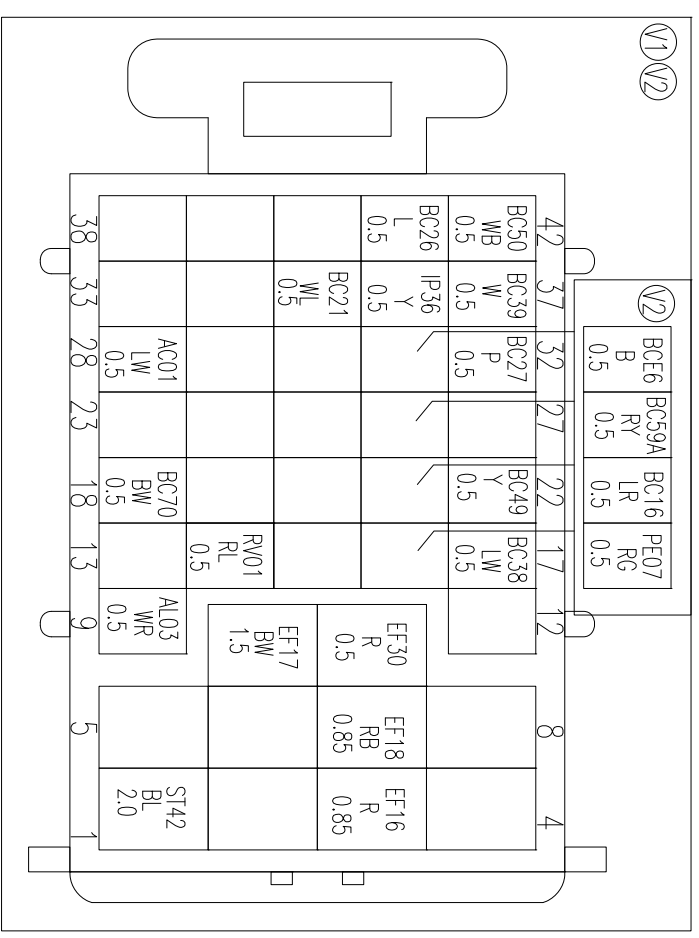 V1 V2
V2
BCE6
B
0.5
BC59A
RY
0.5
BC16
LR
0.5
PE07
RG
0.5
42 37 32 27 22 17 12 8 4
BC50
WB
0.5
BC39
W
0.5
BC27
P
0.5
BC49
Y
0.5
BC38
LW
0.5
BC26
L
0.5
IP36
Y
0.5
EF30
R
0.5
EF18
RB
0.85
EF16
R
0.85
BC21
WL
0.5
EF17
BW
1.5
RV01
RL
0.5
AC01
LW
0.5
BC70
BW
0.5
AL03
WR
0.5
ST42
BL
2.0
38 33 28 23 18 13 9 5 1